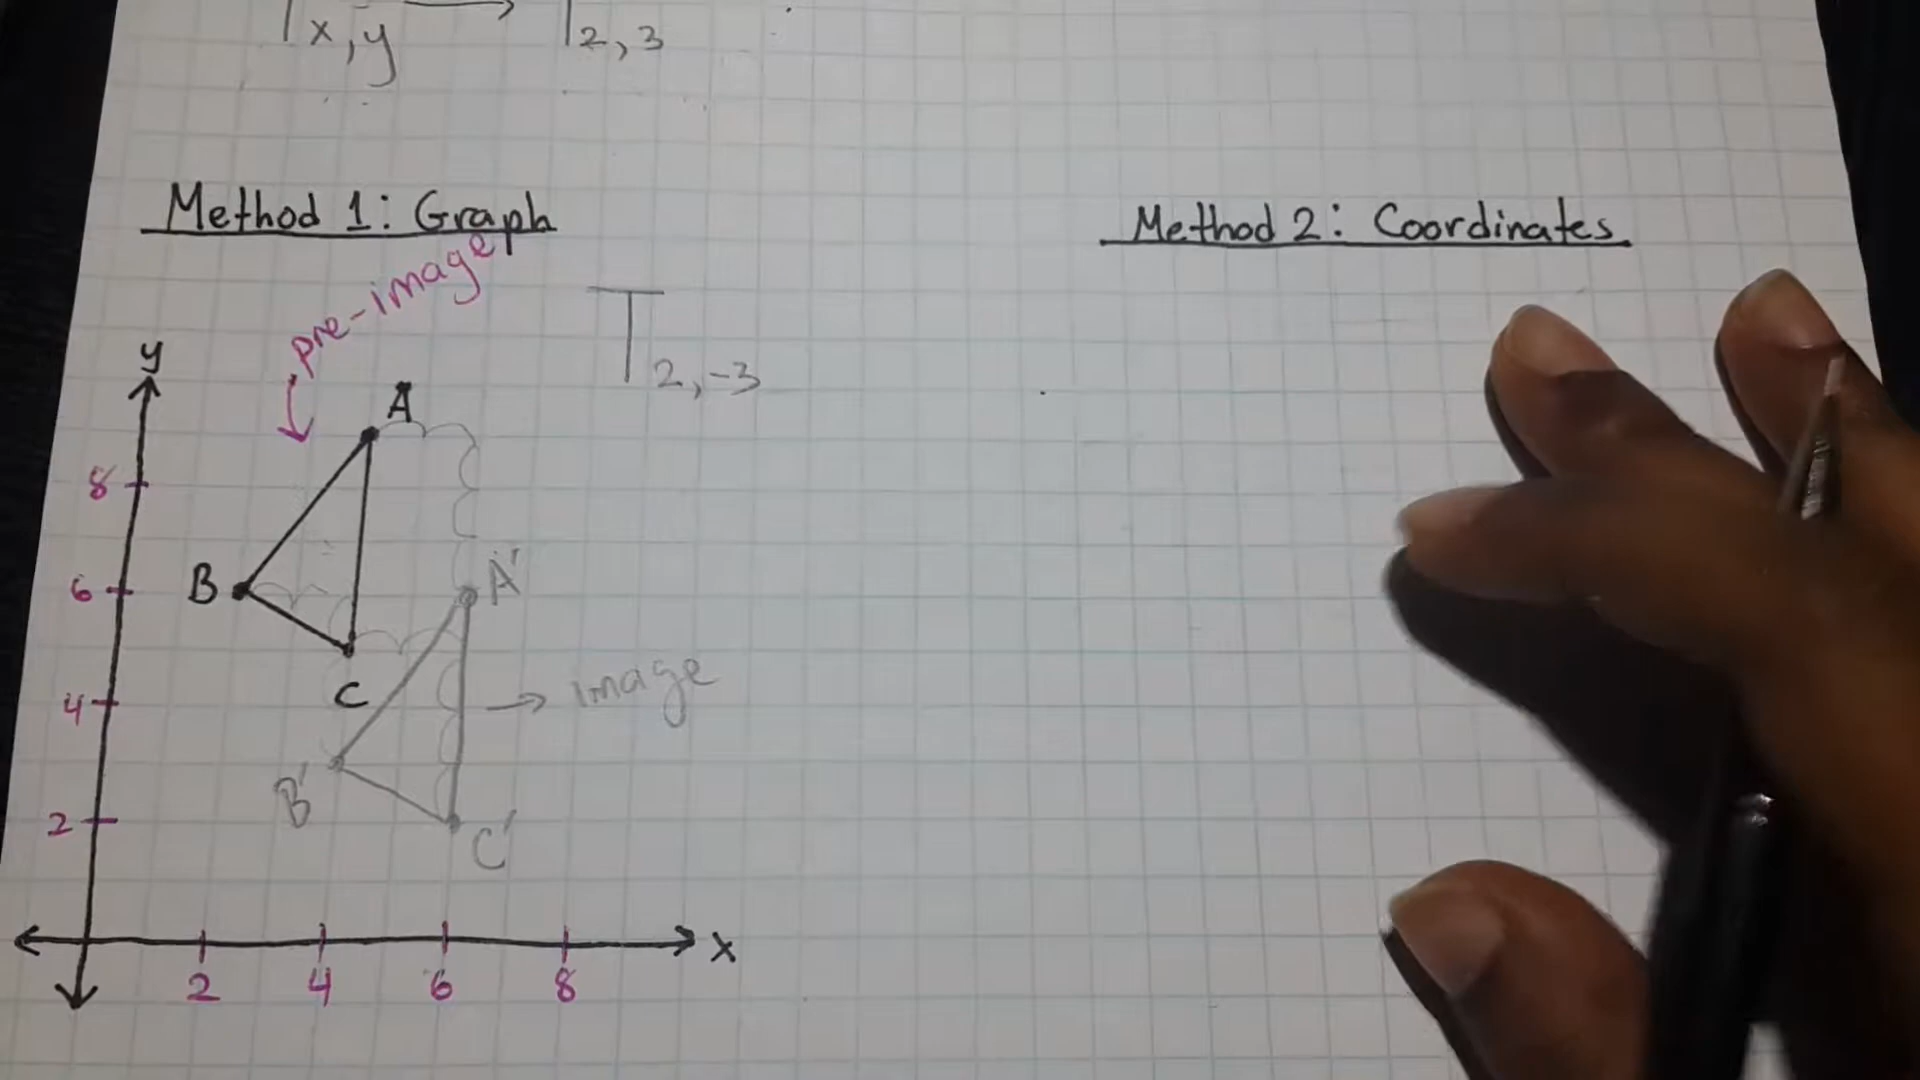 Tx,y → T2,3
Method 1: Graph
Method 2: Coordinates
pre-image
T2,-3
y
A
8
B
6
A'
C
4
→ image
B'
2
C'
x
2 4 6 8